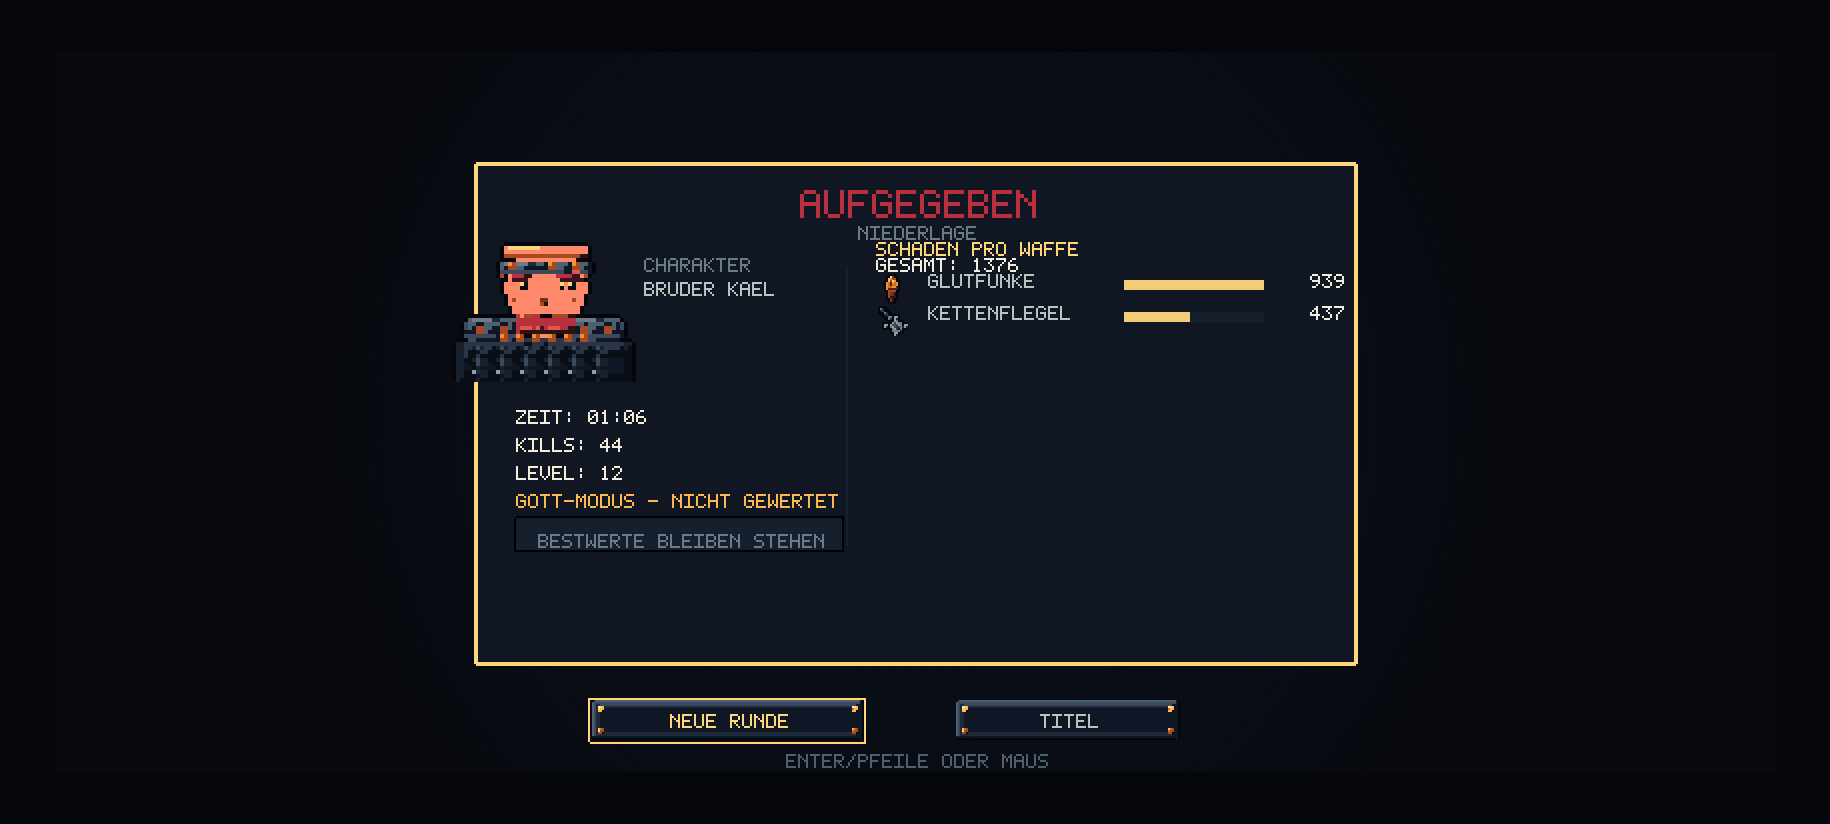 AUFGEGEBEN
NIEDERLAGE
CHARAKTER
BRUDER KAEL
ZEIT: 01:06
KILLS: 44
LEVEL: 12
GOTT-MODUS - NICHT GEWERTET
BESTWERTE BLEIBEN STEHEN
SCHADEN PRO WAFFE
GESAMT: 1376
GLUTFUNKE 939
KETTENFLEGEL 437
NEUE RUNDE
TITEL
ENTER/PFEILE ODER MAUS